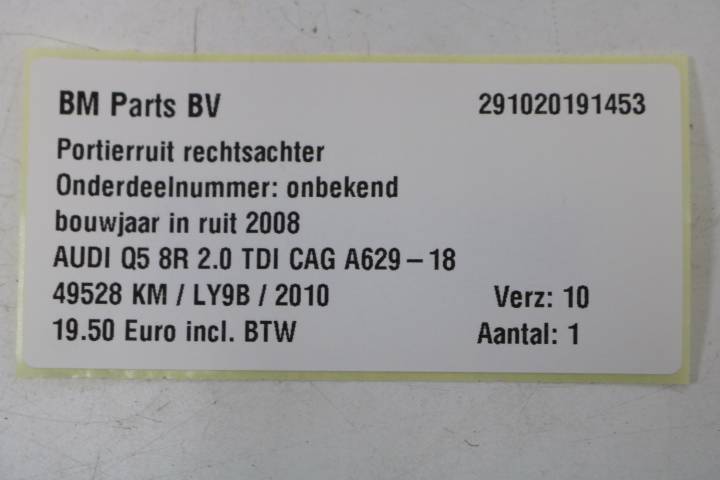 BM Parts BV 291020191453
Portierruit rechtsachter
Onderdeelnummer: onbekend
bouwjaar in ruit 2008
AUDI Q5 8R 2.0 TDI CAG A629 – 18
49528 KM / LY9B / 2010 Verz: 10
19.50 Euro incl. BTW Aantal: 1